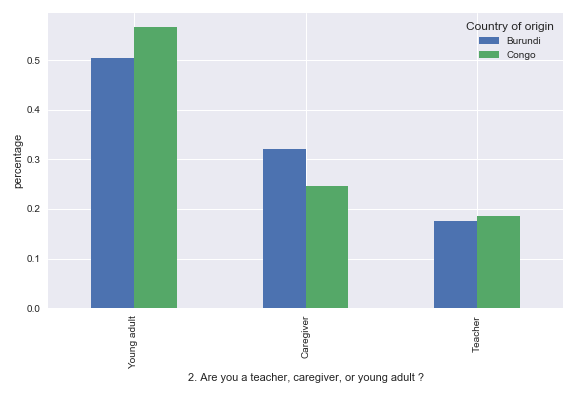 Country of origin
Burundi
Congo
percentage
0.5
0.4
0.3
0.2
0.1
0.0
Young adult
Caregiver
Teacher
2. Are you a teacher, caregiver, or young adult ?